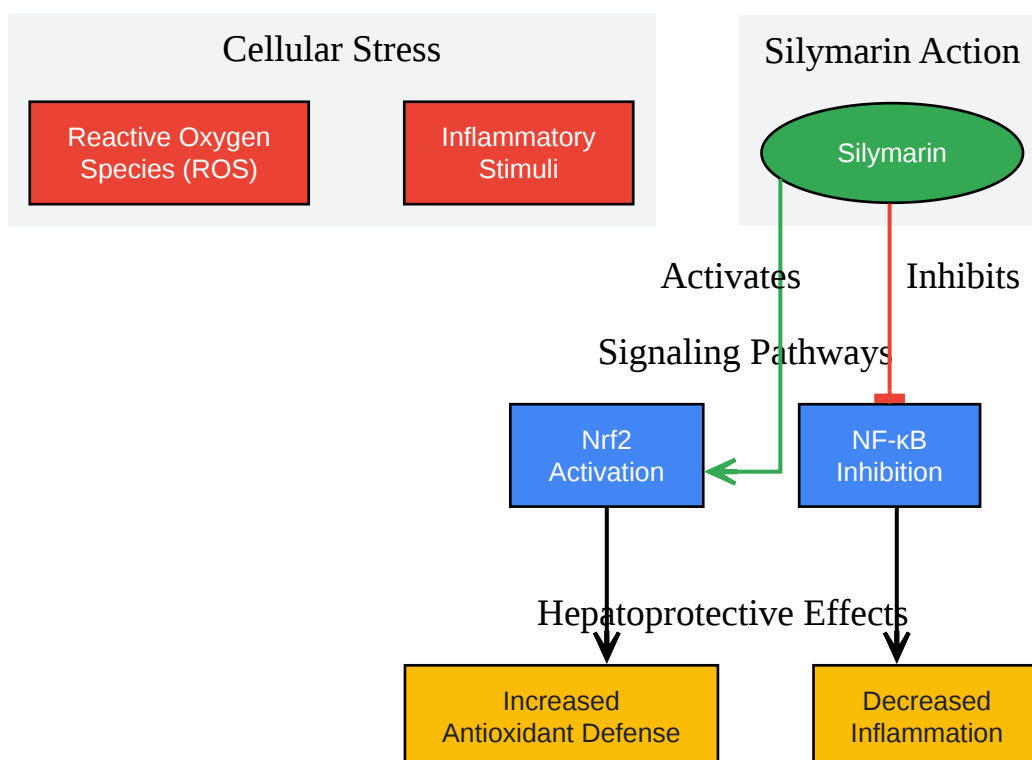 Cellular Stress
Silymarin Action
Reactive Oxygen
Species (ROS)
Inflammatory
Stimuli
Silymarin
Activates
Inhibits
Signaling Pathways
Nrf2
Activation
NF-κB
Inhibition
Hepatoprotective Effects
Increased
Antioxidant Defense
Decreased
Inflammation